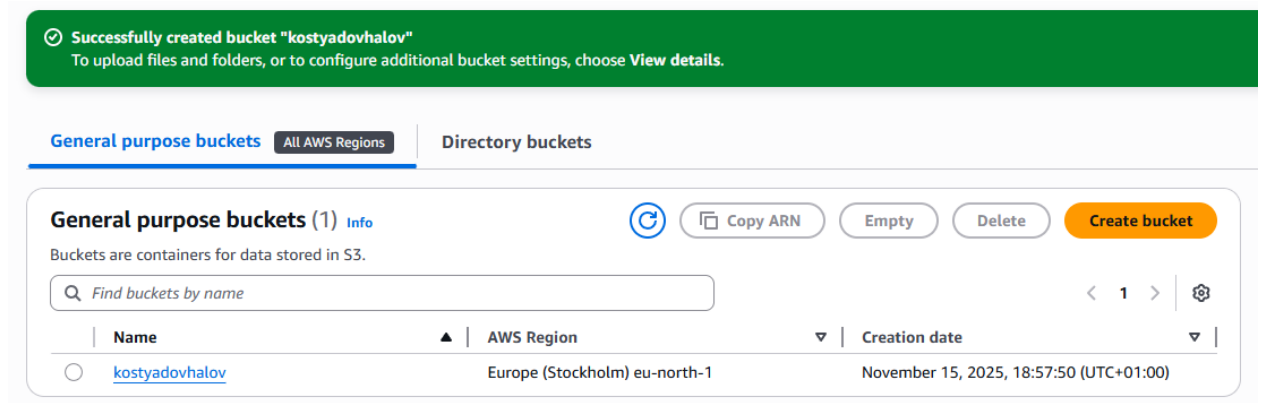 Successfully created bucket "kostyadovhalov"
To upload files and folders, or to configure additional bucket settings, choose View details.
General purpose buckets All AWS Regions Directory buckets
General purpose buckets (1) Info Copy ARN Empty Delete Create bucket
Buckets are containers for data stored in S3.
Find buckets by name 1
Name AWS Region Creation date
kostyadovhalov Europe (Stockholm) eu-north-1 November 15, 2025, 18:57:50 (UTC+01:00)